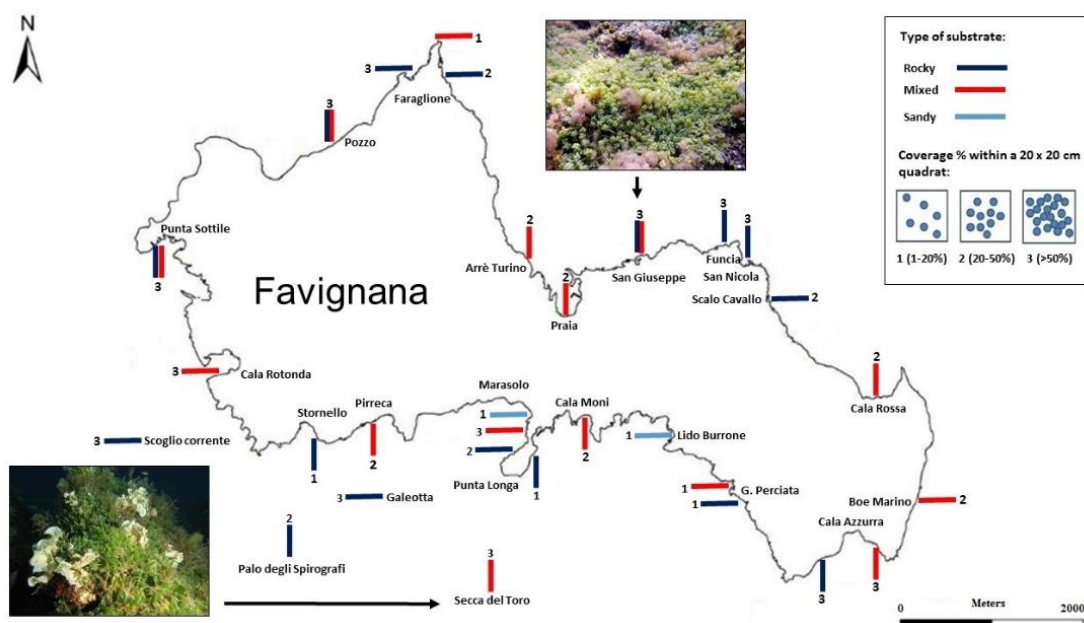 N
1
3
2
Faraglione
3
Pozzo
Punta Sottile
3
Favignana
2
Arrè Turino
2
Praia
3
San Giuseppe
3
3
Funcia
San Nicola
Scalo Cavallo
2
2
Cala Rossa
3
Cala Rotonda
3
Scoglio corrente
Stornello
1
Pirreca
2
3
Galeotta
2
Palo degli Spirografi
Marasolo
1
3
2
Punta Longa
1
Cala Moni
2
1
Lido Burrone
1
G. Perciata
1
Boe Marino
2
Cala Azzurra
3
3
3
Secca del Toro
Type of substrate:
Rocky
Mixed
Sandy
Coverage % within a 20 x 20 cm
quadrat:
1 (1-20%)
2 (20-50%)
3 (>50%)
0
Meters
2000